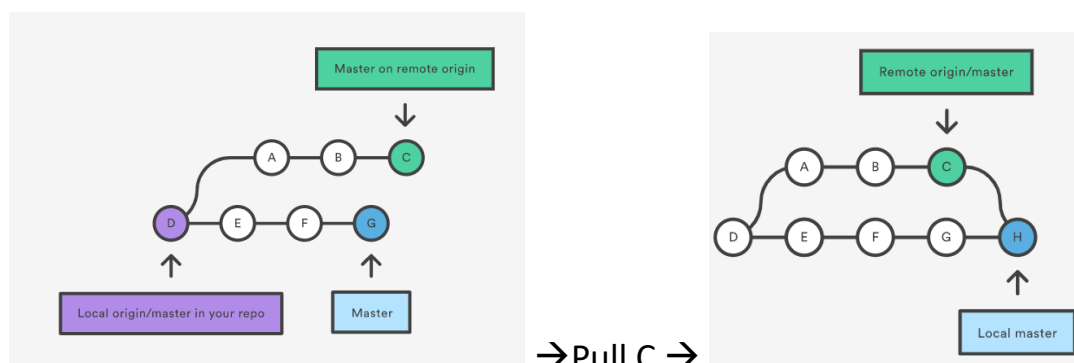 Master on remote origin
A B C
D E F G
Local origin/master in your repo
Master
→Pull C →
Remote origin/master
A B C
D E F G H
Local master